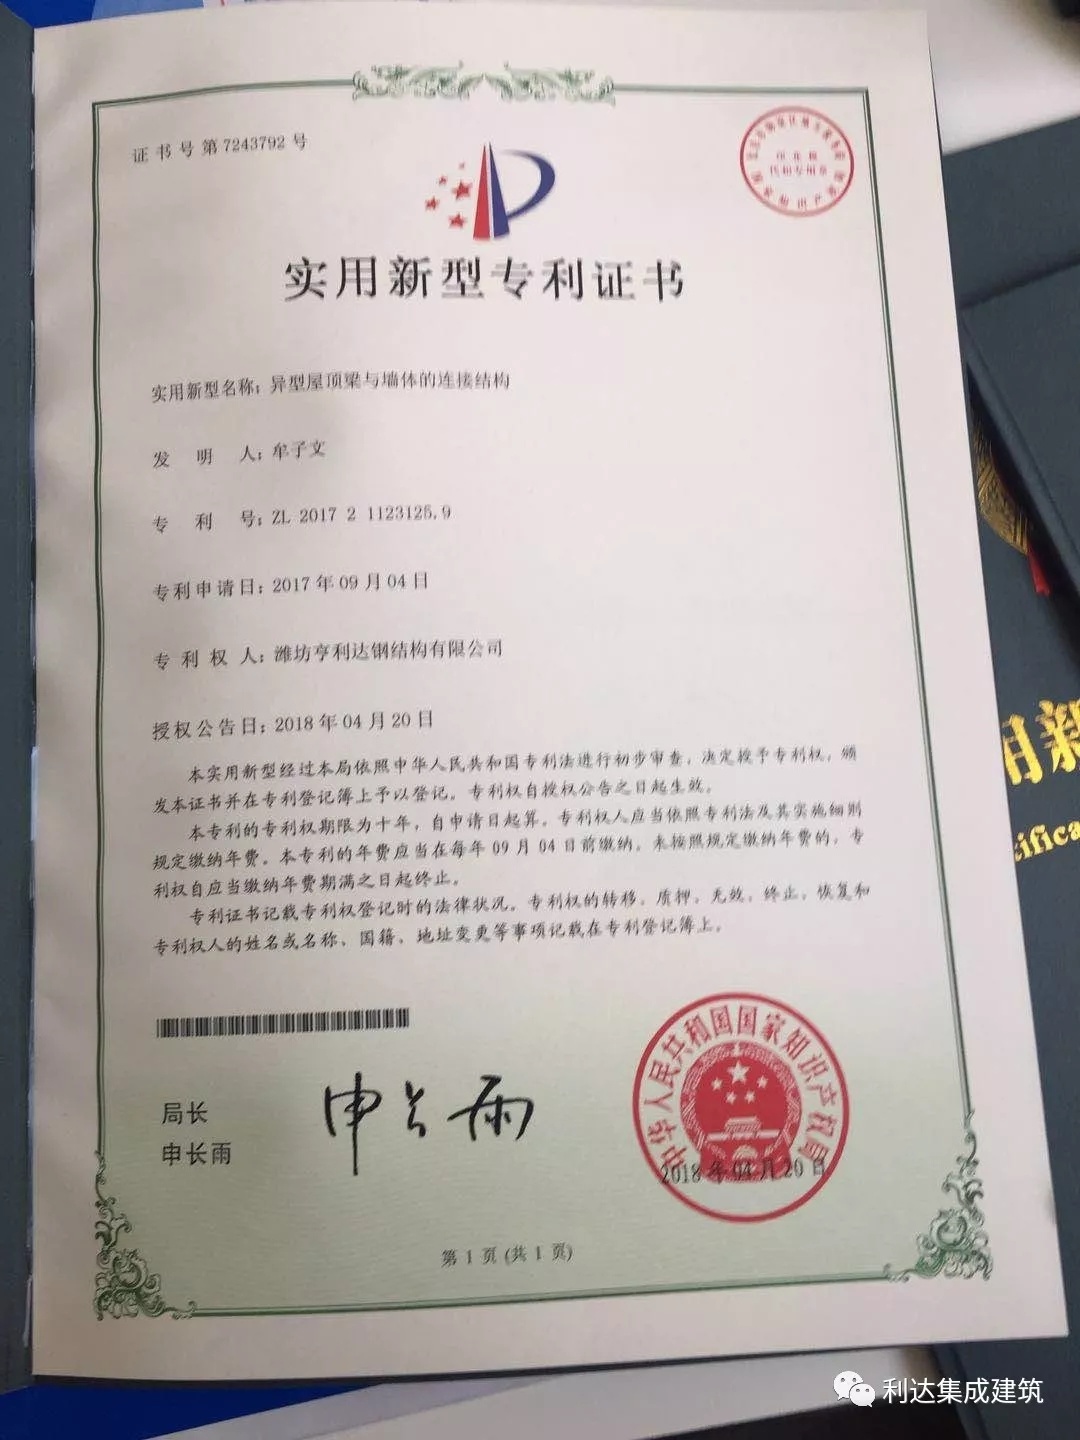 证书号第7243792号
实用新型专利证书
实用新型名称：异型屋顶梁与墙体的连接结构
发明人：牟子文
专利号：ZL 2017 2 1123125.9
专利申请日：2017年09月04日
专利权人：潍坊亨利达钢结构有限公司
授权公告日：2018年04月20日
本实用新型经过本局依照中华人民共和国专利法进行初步审查，决定授予专利权，颁
发本证书并在专利登记簿上予以登记。专利权自授权公告之日起生效。
本专利的专利权期限为十年，自申请日起算。专利权人应当依照专利法及其实施细则
规定缴纳年费。本专利的年费应当在每年09月04日前缴纳。未按照规定缴纳年费的，专
利权自应当缴纳年费期满之日起终止。
专利证书记载专利权登记时的法律状况。专利权的转移、质押、无效、终止、恢复和
专利权人的姓名或名称、国籍、地址变更等事项记载在专利登记簿上。
局长
申长雨
申长雨
中华人民共和国国家知识产权局
2018年04月20日
第1页(共1页)
用新
tifica
利达集成建筑